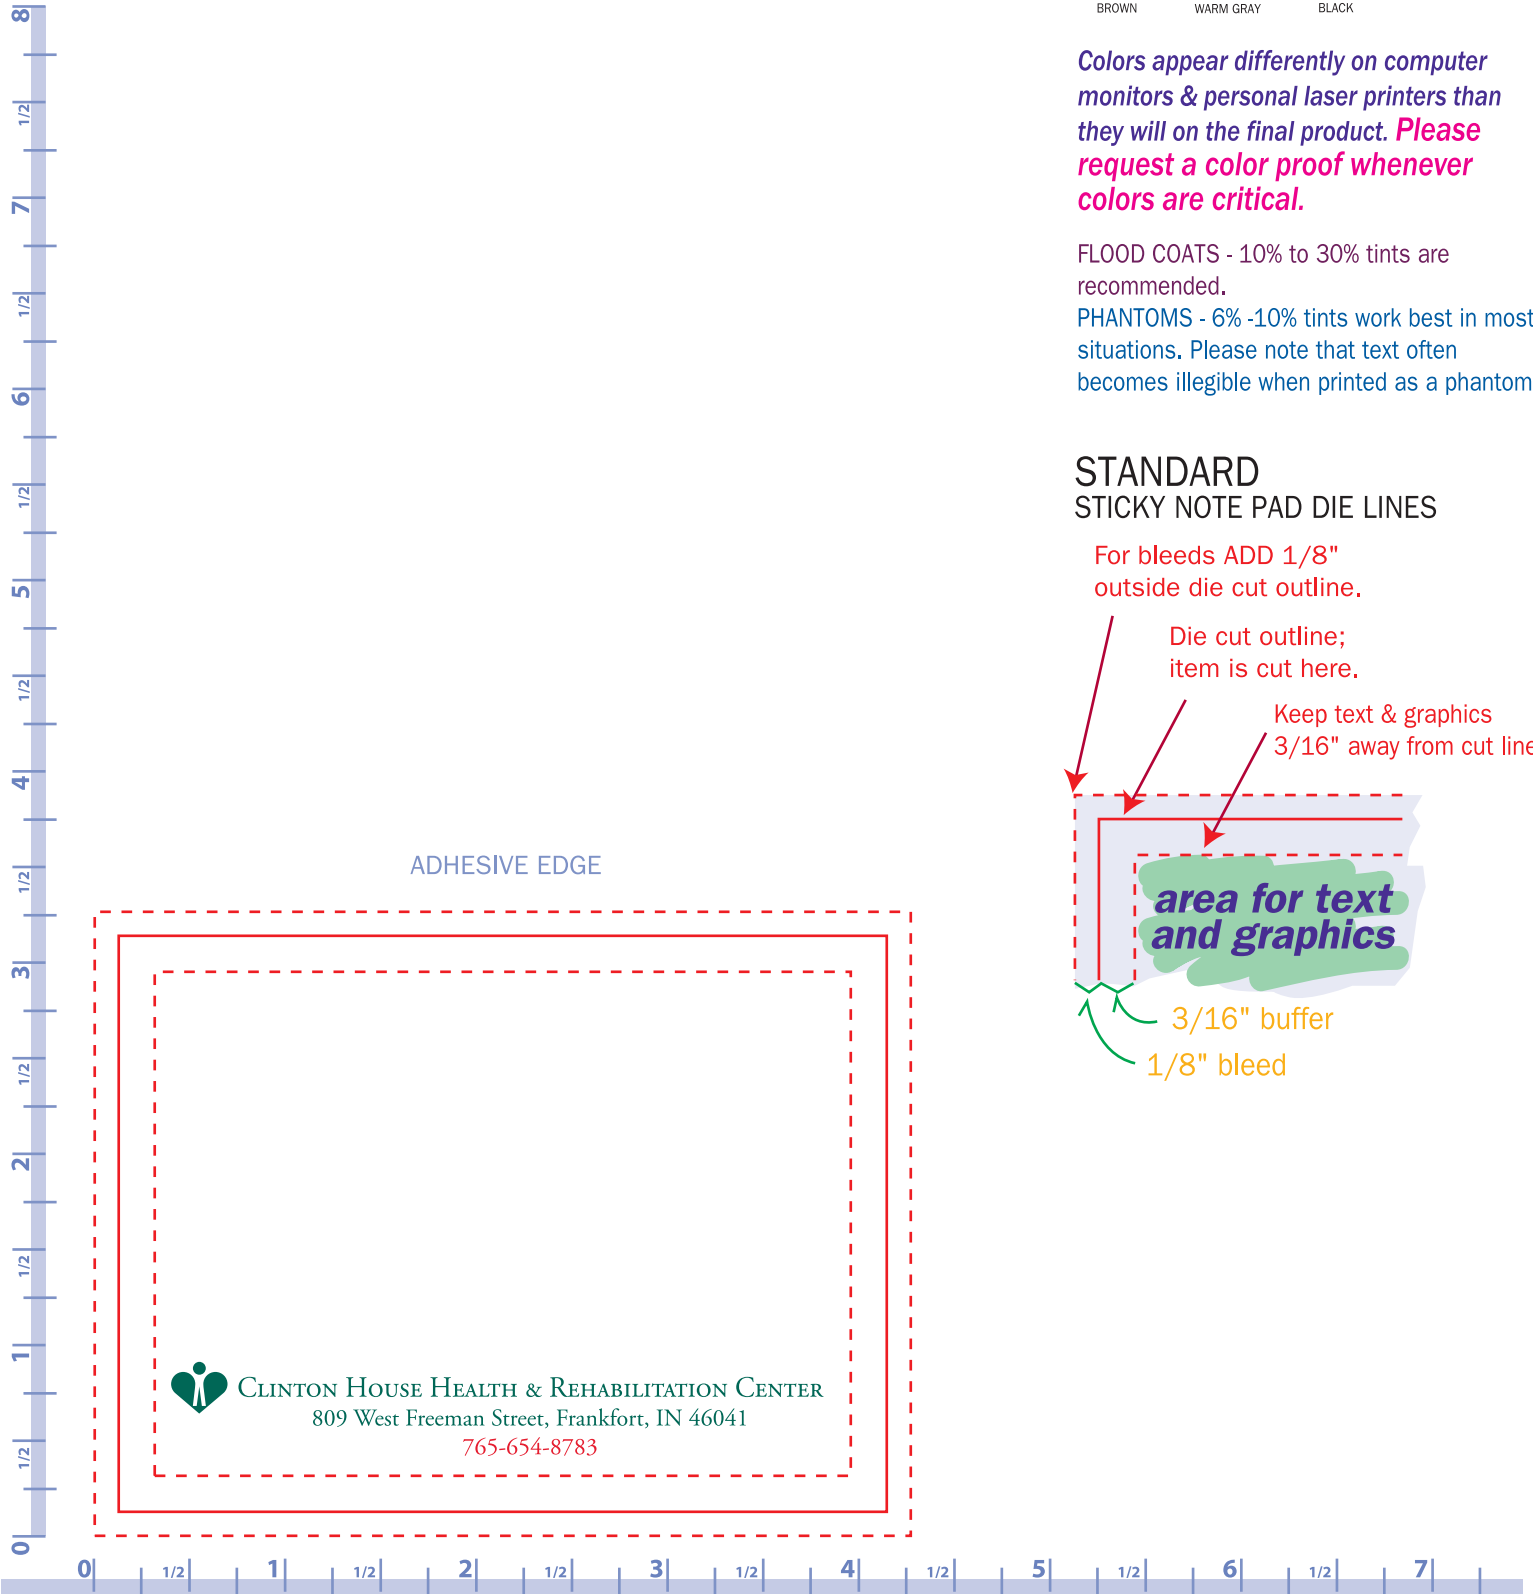 BROWN WARM GRAY BLACK
Colors appear differently on computer
monitors & personal laser printers than
they will on the final product. Please
request a color proof whenever
colors are critical.
FLOOD COATS - 10% to 30% tints are
recommended.
PHANTOMS - 6% -10% tints work best in most
situations. Please note that text often
becomes illegible when printed as a phantom
STANDARD
STICKY NOTE PAD DIE LINES
For bleeds ADD 1/8"
outside die cut outline.
Die cut outline;
item is cut here.
Keep text & graphics
3/16" away from cut line
area for text
and graphics
3/16" buffer
1/8" bleed
ADHESIVE EDGE
CLINTON HOUSE HEALTH & REHABILITATION CENTER
809 West Freeman Street, Frankfort, IN 46041
765-654-8783
8
1/2
7
1/2
6
1/2
5
1/2
4
1/2
3
1/2
2
1/2
1
1/2
0
0 1/2 1 1/2 2 1/2 3 1/2 4 1/2 5 1/2 6 1/2 7